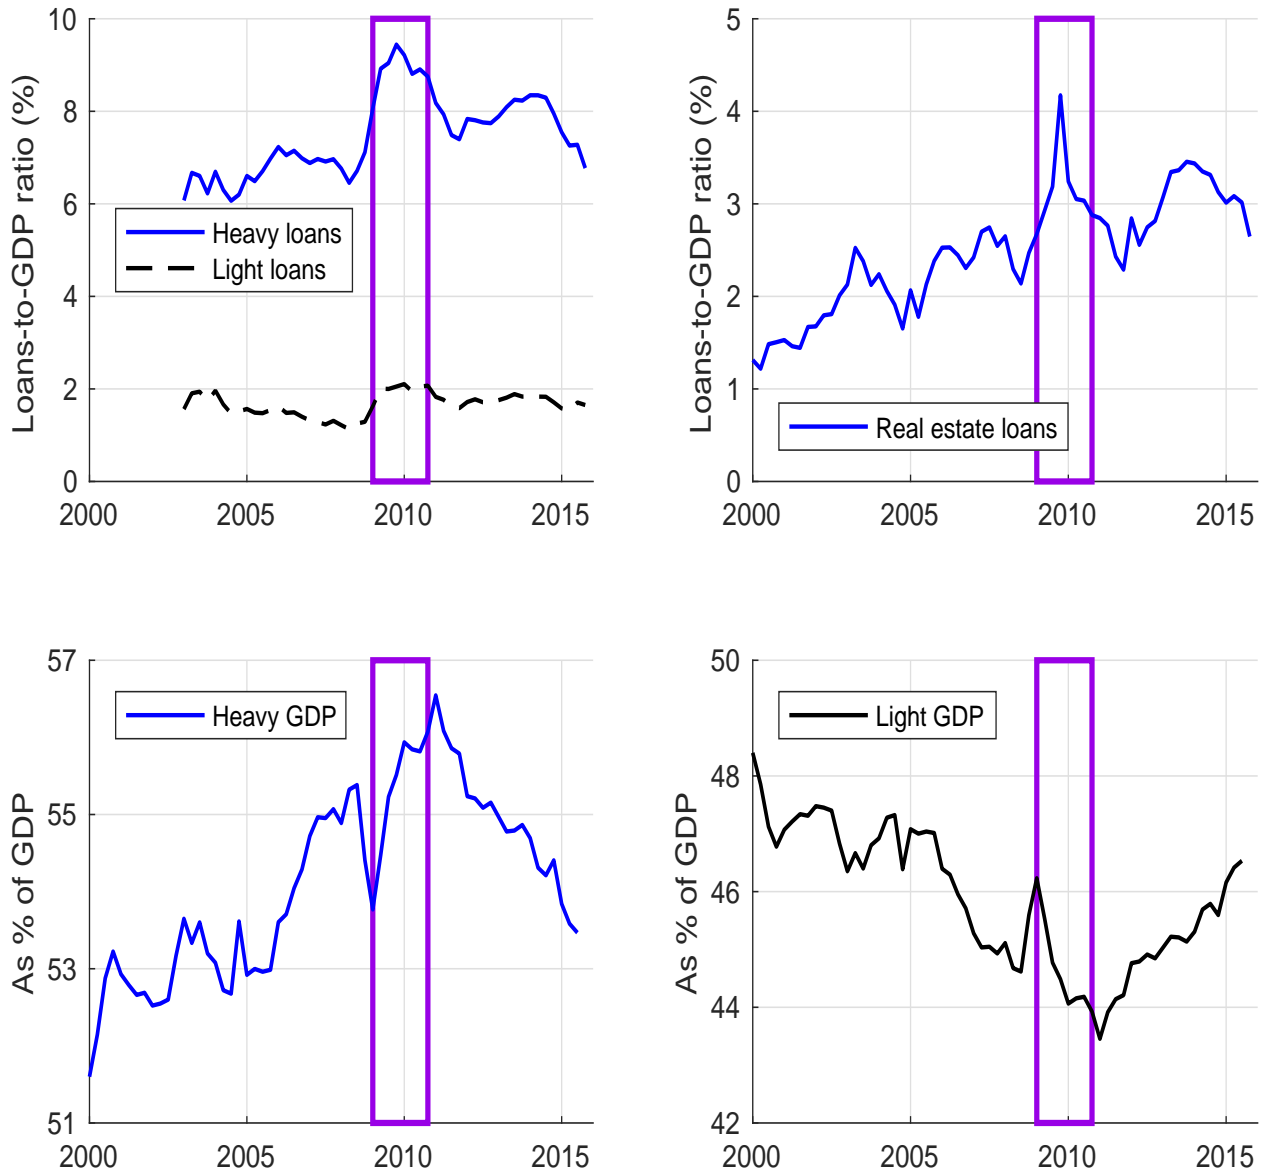 Loans-to-GDP ratio (%)
10
8
6
4
2
0
Heavy loans
Light loans
2000 2005 2010 2015
Loans-to-GDP ratio (%)
5
4
3
2
1
0
Real estate loans
2000 2005 2010 2015
As % of GDP
57
55
53
51
Heavy GDP
2000 2005 2010 2015
As % of GDP
50
48
46
44
42
Light GDP
2000 2005 2010 2015